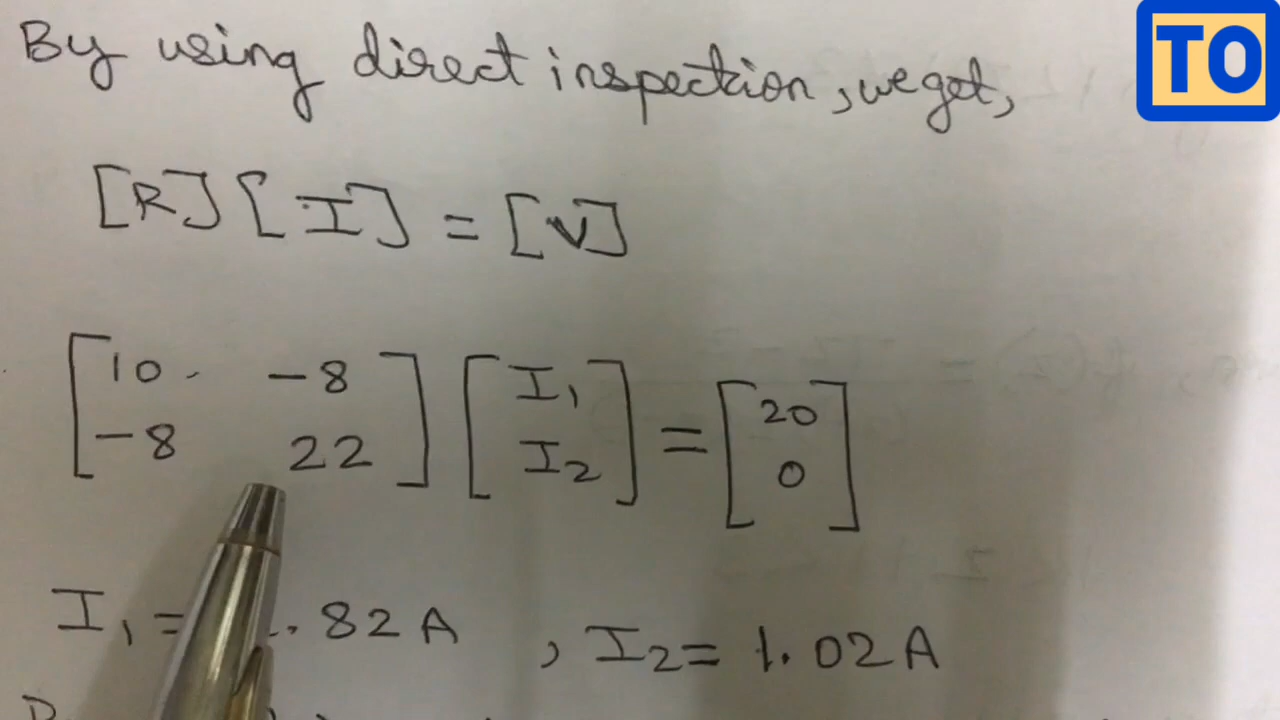 TO
By using direct inspection, we get,
[R] [I] = [V]
[10 -8] [I₁] = [20]
[-8 22] [I₂] [0]
I₁ = .82 A , I₂ = 1.02 A